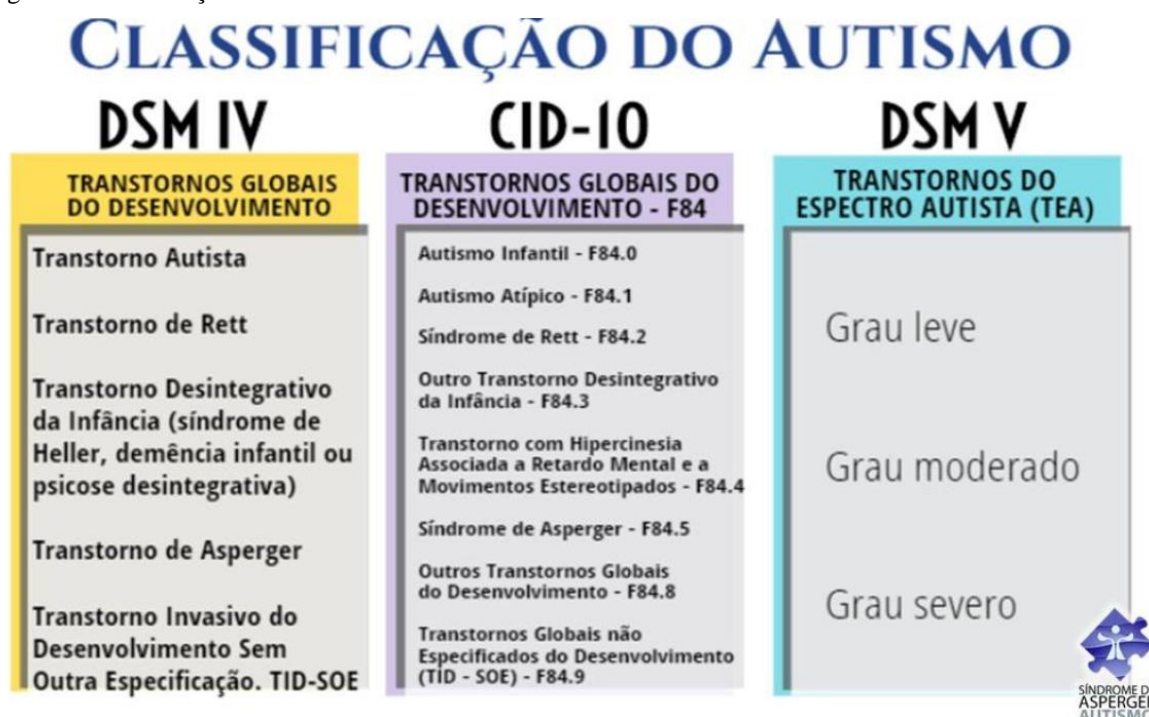 CLASSIFICAÇÃO DO AUTISMO
DSM IV
TRANSTORNOS GLOBAIS
DO DESENVOLVIMENTO
Transtorno Autista
Transtorno de Rett
Transtorno Desintegrativo
da Infância (síndrome de
Heller, demência infantil ou
psicose desintegrativa)
Transtorno de Asperger
Transtorno Invasivo do
Desenvolvimento Sem
Outra Especificação. TID-SOE
CID-10
TRANSTORNOS GLOBAIS DO
DESENVOLVIMENTO - F84
Autismo Infantil - F84.0
Autismo Atípico - F84.1
Síndrome de Rett - F84.2
Outro Transtorno Desintegrativo
da Infância - F84.3
Transtorno com Hipercinesia
Associada a Retardo Mental e a
Movimentos Estereotipados - F84.4
Síndrome de Asperger - F84.5
Outros Transtornos Globais
do Desenvolvimento - F84.8
Transtornos Globais não
Especificados do Desenvolvimento
(TID - SOE) - F84.9
DSM V
TRANSTORNOS DO
ESPECTRO AUTISTA (TEA)
Grau leve
Grau moderado
Grau severo
SÍNDROME D
ASPERGER
AUTISMO